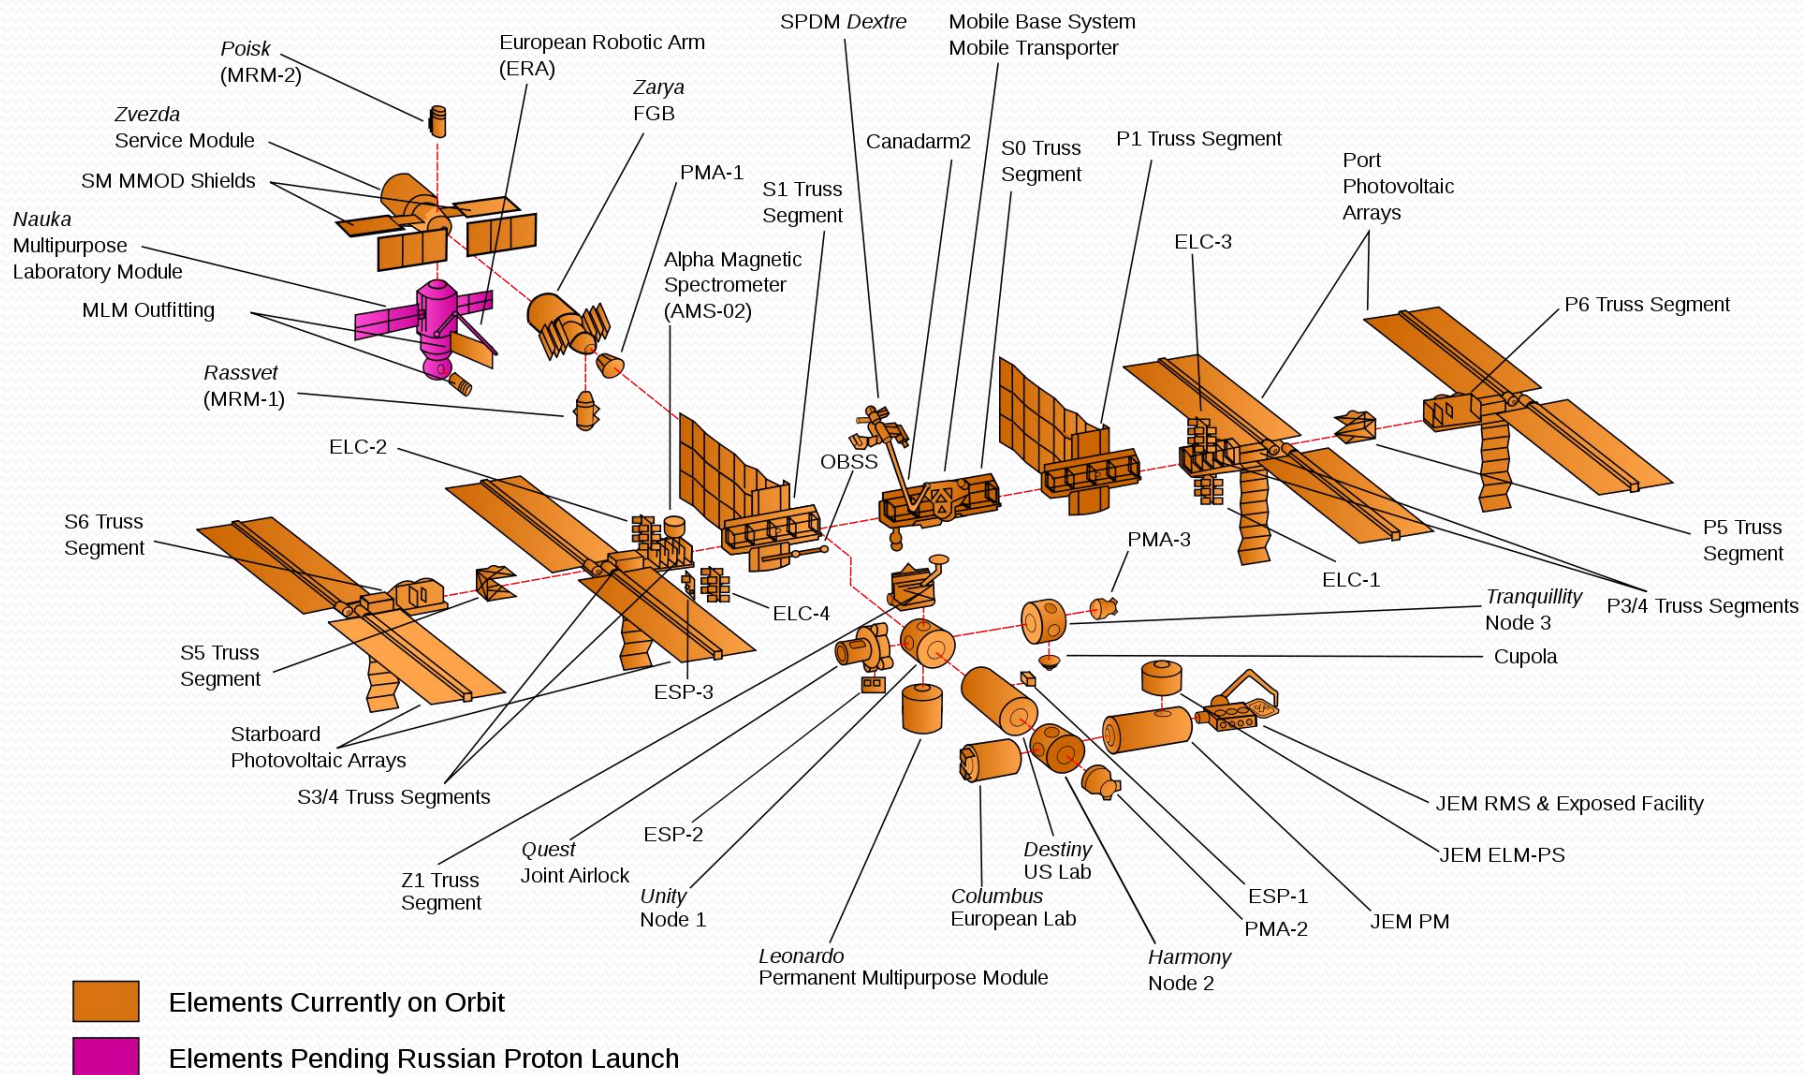 SPDM Dextre
Mobile Base System
Mobile Transporter
Poisk
(MRM-2)
European Robotic Arm
(ERA)
Zarya
FGB
Zvezda
Service Module
Canadarm2
S0 Truss
Segment
P1 Truss Segment
Port
Photovoltaic
Arrays
SM MMOD Shields
PMA-1
S1 Truss
Segment
Nauka
Multipurpose
Laboratory Module
ELC-3
Alpha Magnetic
Spectrometer
(AMS-02)
MLM Outfitting
P6 Truss Segment
Rassvet
(MRM-1)
ELC-2
OBSS
S6 Truss
Segment
PMA-3
P5 Truss
Segment
ELC-1
ELC-4
Tranquillity
Node 3
P3/4 Truss Segments
S5 Truss
Segment
Cupola
ESP-3
Starboard
Photovoltaic Arrays
S3/4 Truss Segments
JEM RMS & Exposed Facility
ESP-2
Quest
Joint Airlock
Destiny
US Lab
JEM ELM-PS
Z1 Truss
Segment
Unity
Node 1
Columbus
European Lab
ESP-1
PMA-2
JEM PM
Leonardo
Permanent Multipurpose Module
Harmony
Node 2
Elements Currently on Orbit
Elements Pending Russian Proton Launch